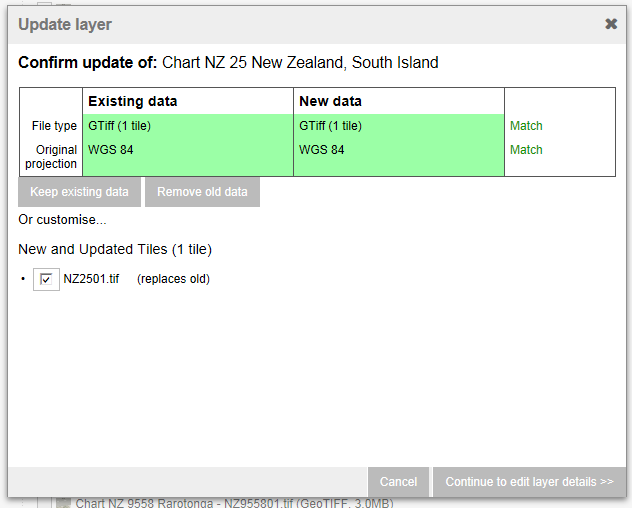 Update layer
Confirm update of: Chart NZ 25 New Zealand, South Island
Existing data New data
File type GTiff (1 tile) GTiff (1 tile) Match
Original projection WGS 84 WGS 84 Match
Keep existing data Remove old data
Or customise...
New and Updated Tiles (1 tile)
• NZ2501.tif (replaces old)
Cancel Continue to edit layer details >>
Chart NZ 9558 Rarotonga - NZ955801.tif (GeoTIFF, 3.0MB)